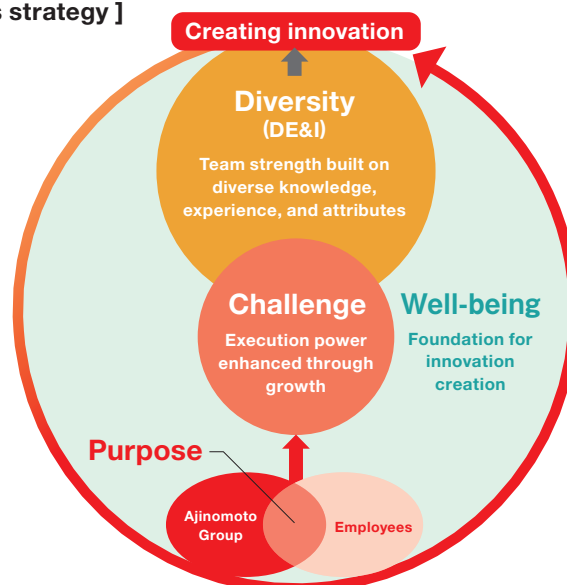 s strategy ]
Creating innovation
Diversity
(DE&I)
Team strength built on
diverse knowledge,
experience, and attributes
Challenge
Execution power
enhanced through
growth
Well-being
Foundation for
innovation
creation
Purpose
Ajinomoto
Group
Employees